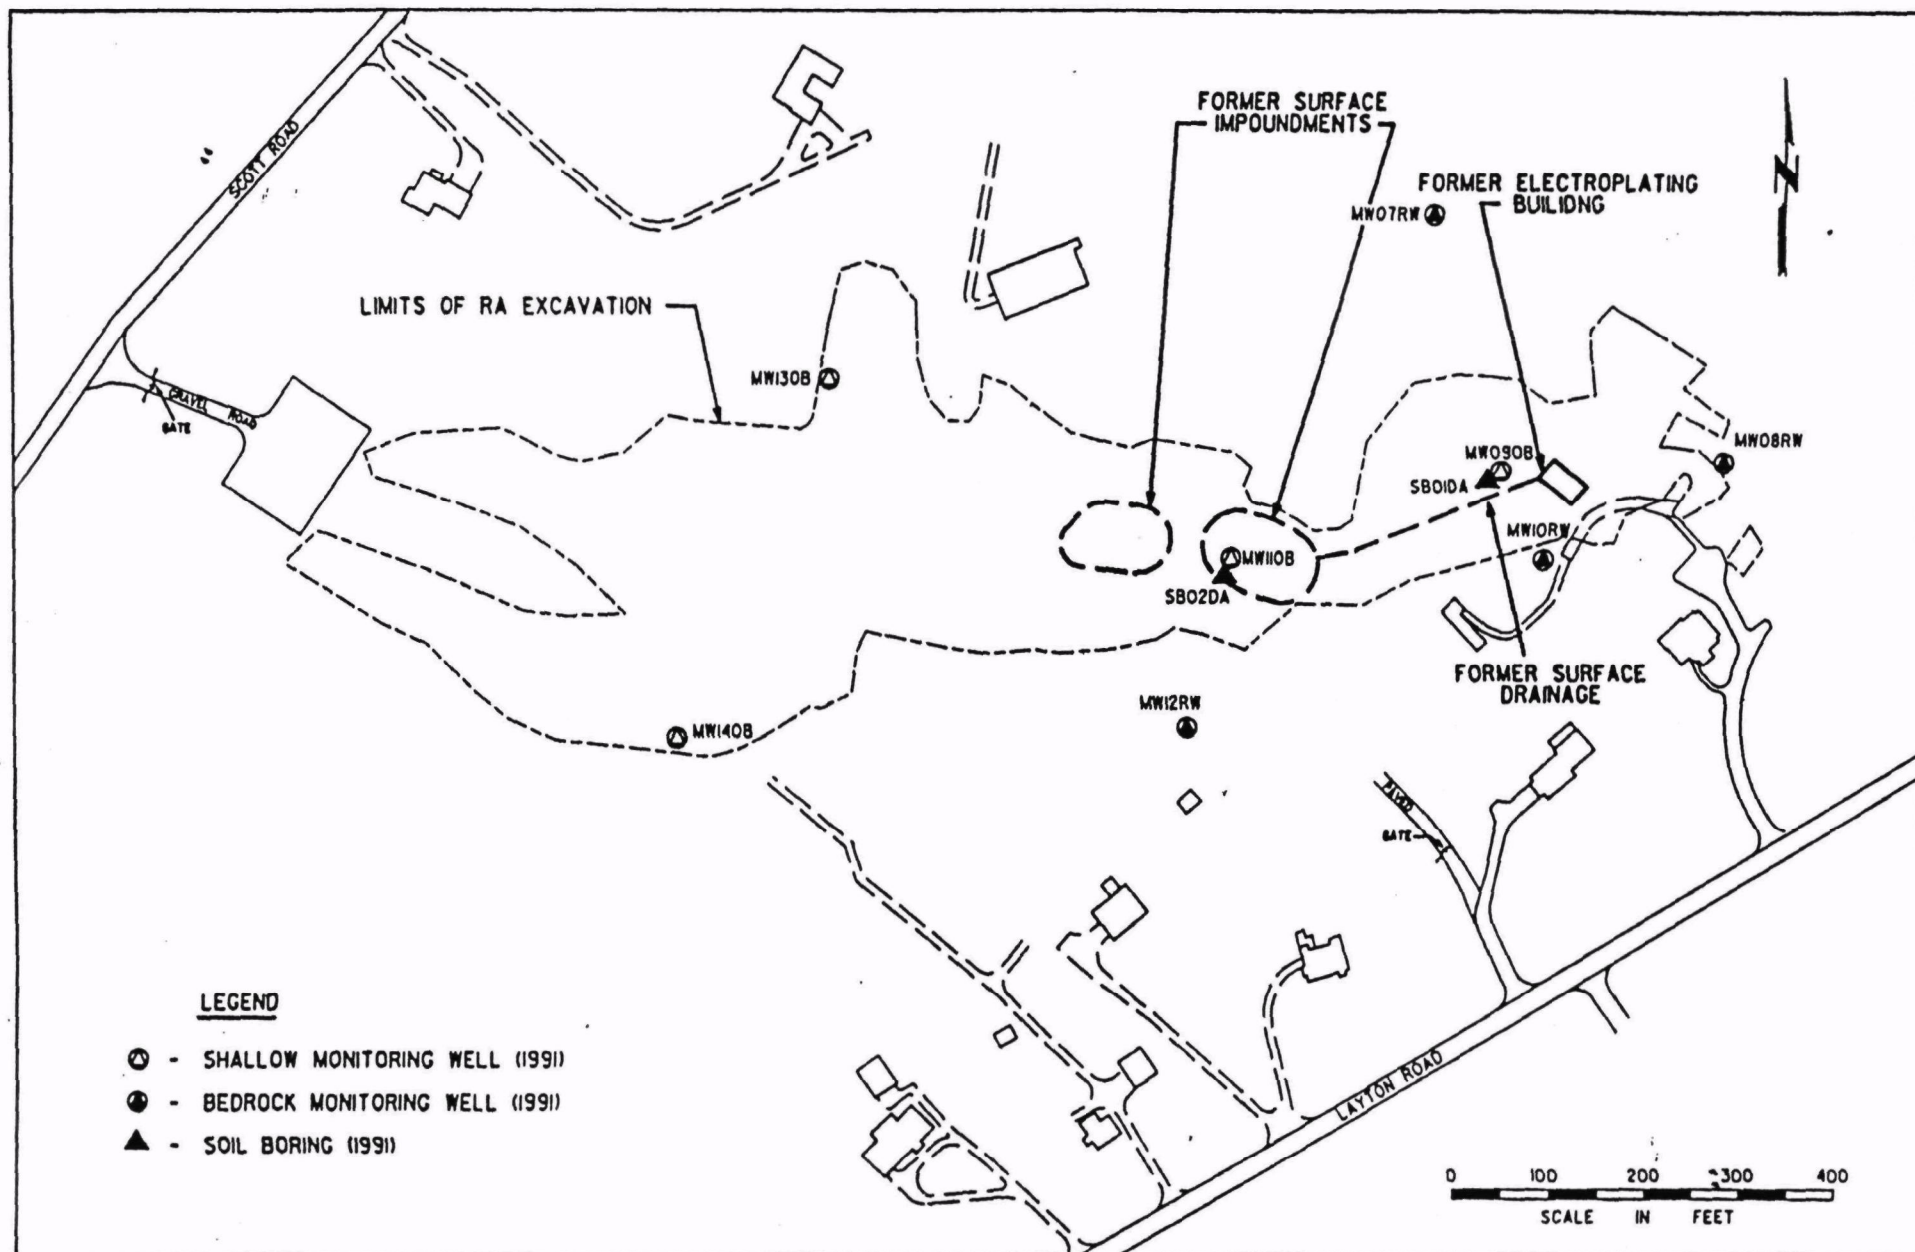 FORMER SURFACE
IMPOUNDMENTS
FORMER ELECTROPLATING
BUILIDNG
MW07RW
N
SCOTT ROAD
LIMITS OF RA EXCAVATION
MW130B
GRAVEL ROAD
GATE
MW090B
MW08RW
SB01DA
MW10RW
MW110B
SB02DA
FORMER SURFACE
DRAINAGE
MW12RW
MW140B
PAVED
GATE
LEGEND
- SHALLOW MONITORING WELL (1991)
- BEDROCK MONITORING WELL (1991)
- SOIL BORING (1991)
LAYTON ROAD
0 100 200 300 400
SCALE IN FEET